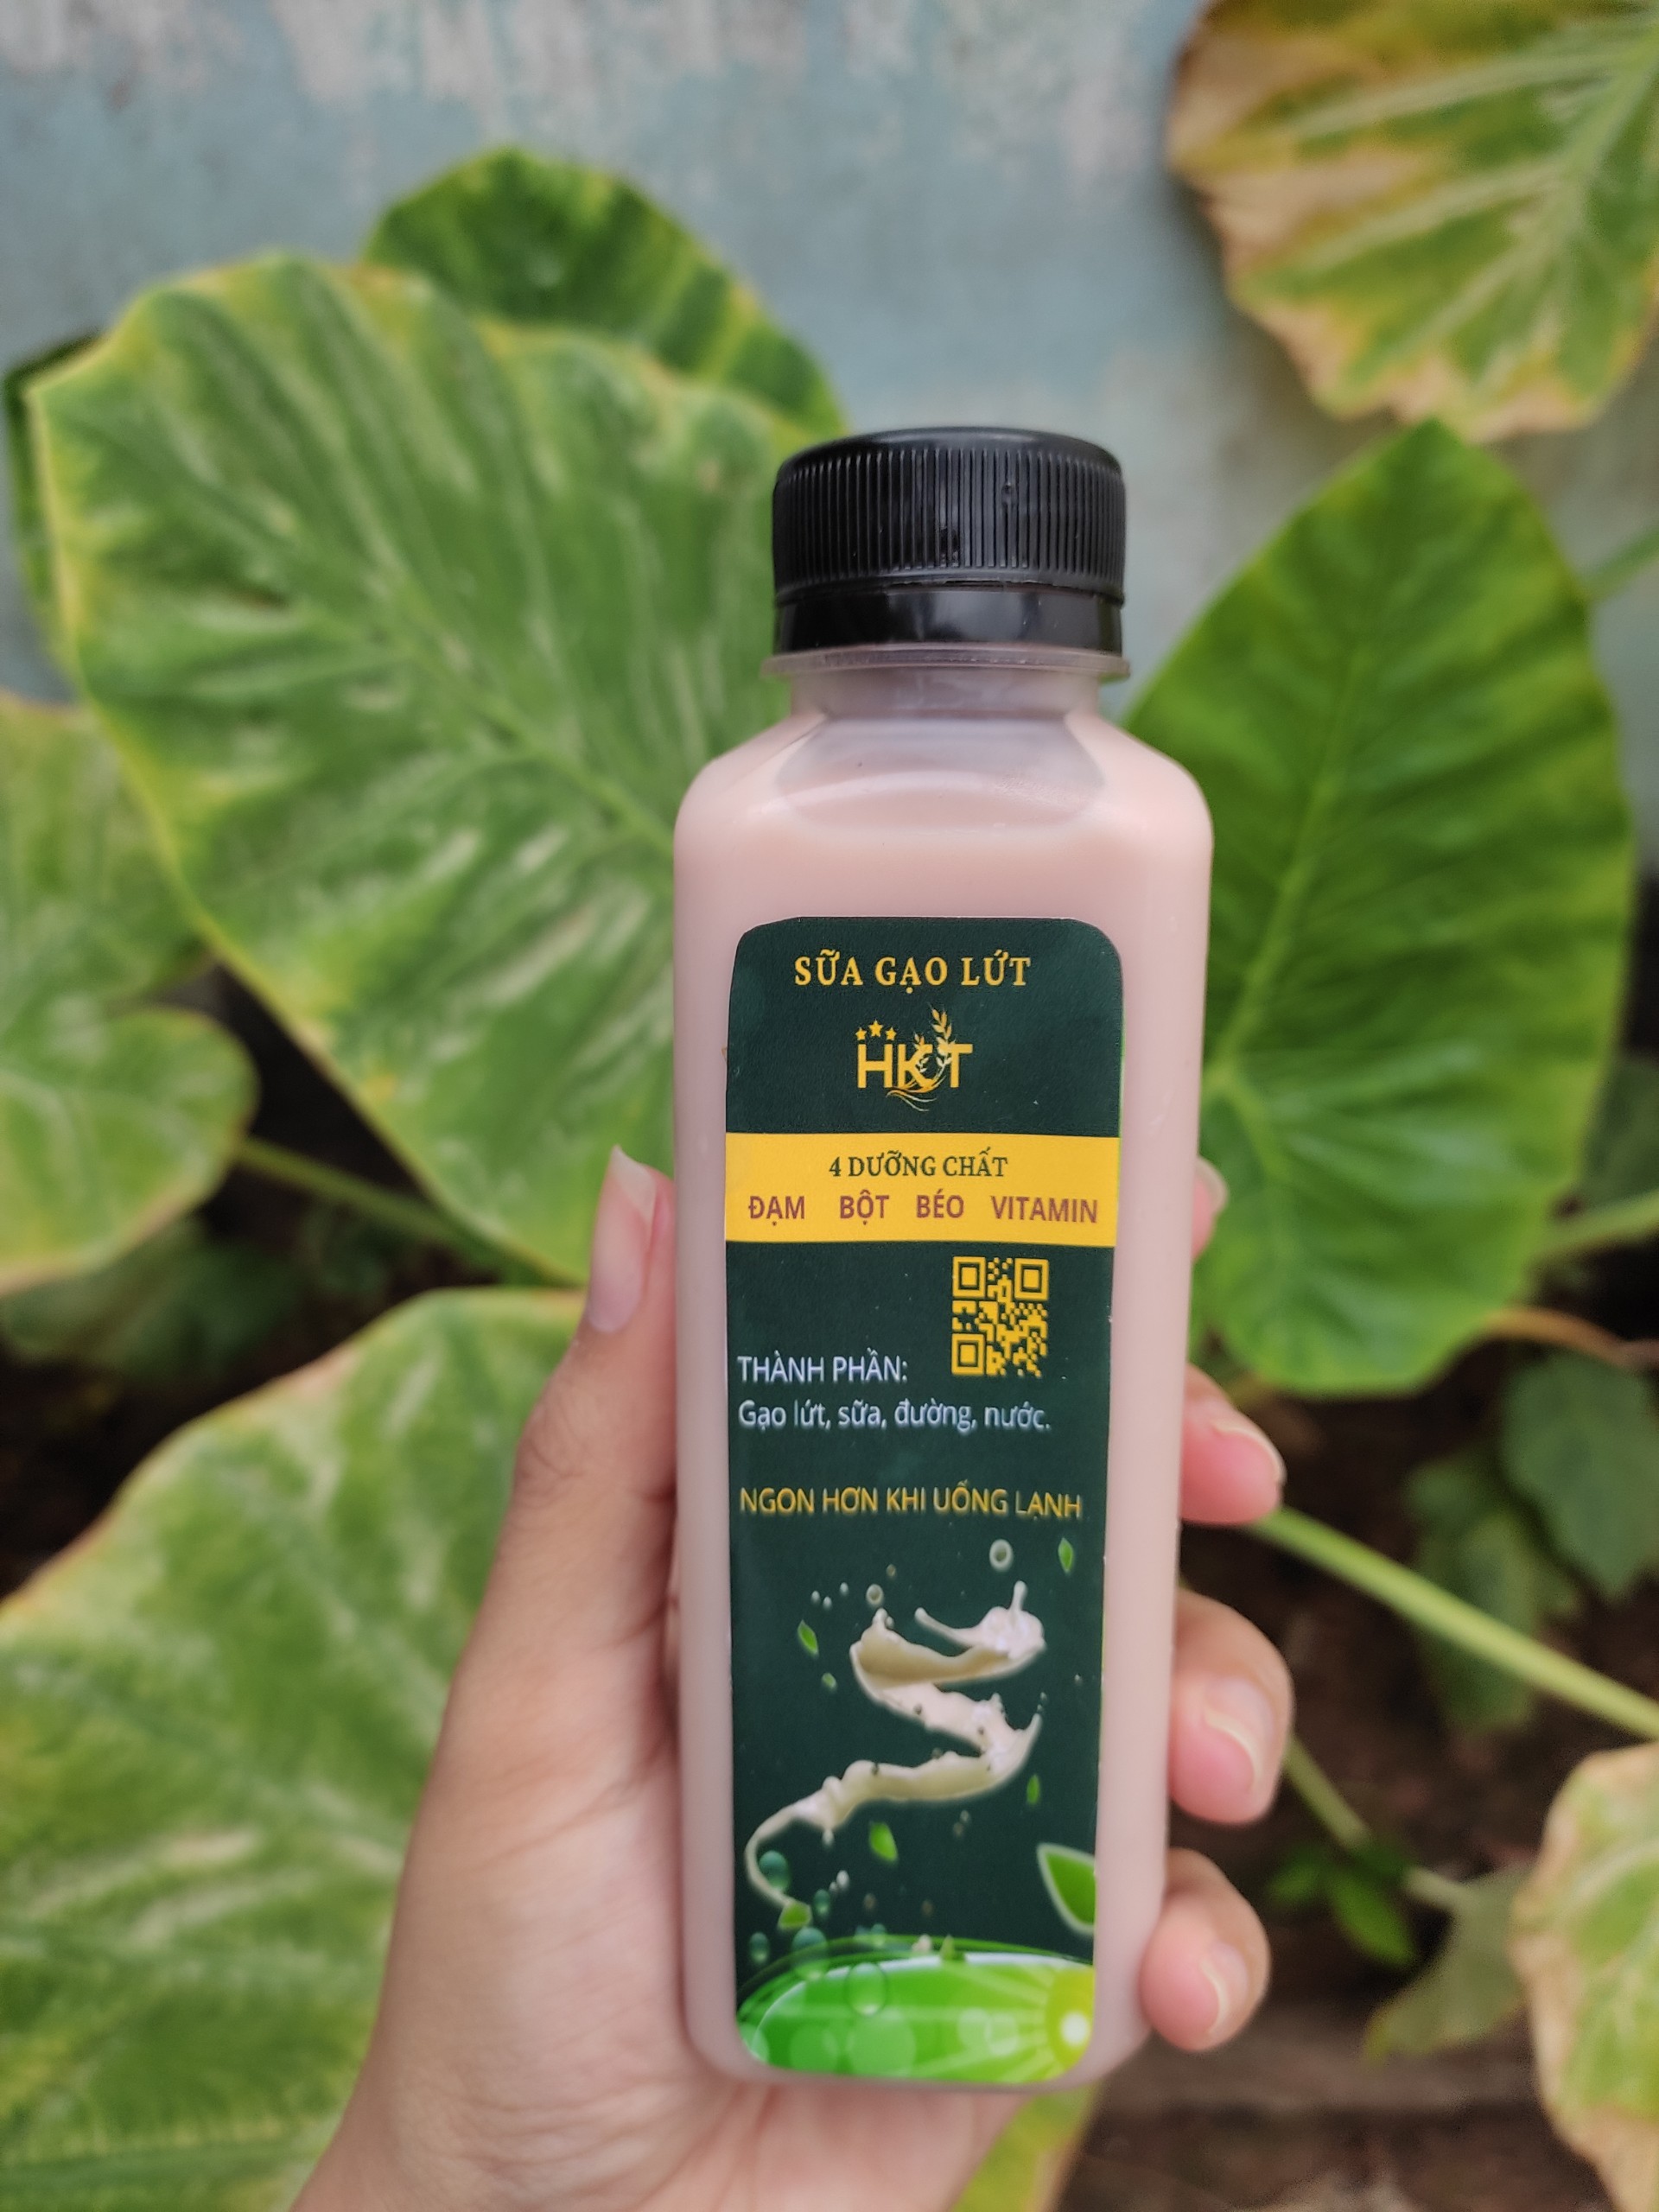 SỮA GẠO LỨT
HKT
4 DƯỠNG CHẤT
ĐẠM BỘT BÉO VITAMIN
THÀNH PHẦN:
Gạo lứt, sữa, đường, nước.
NGON HƠN KHI UỐNG LẠNH